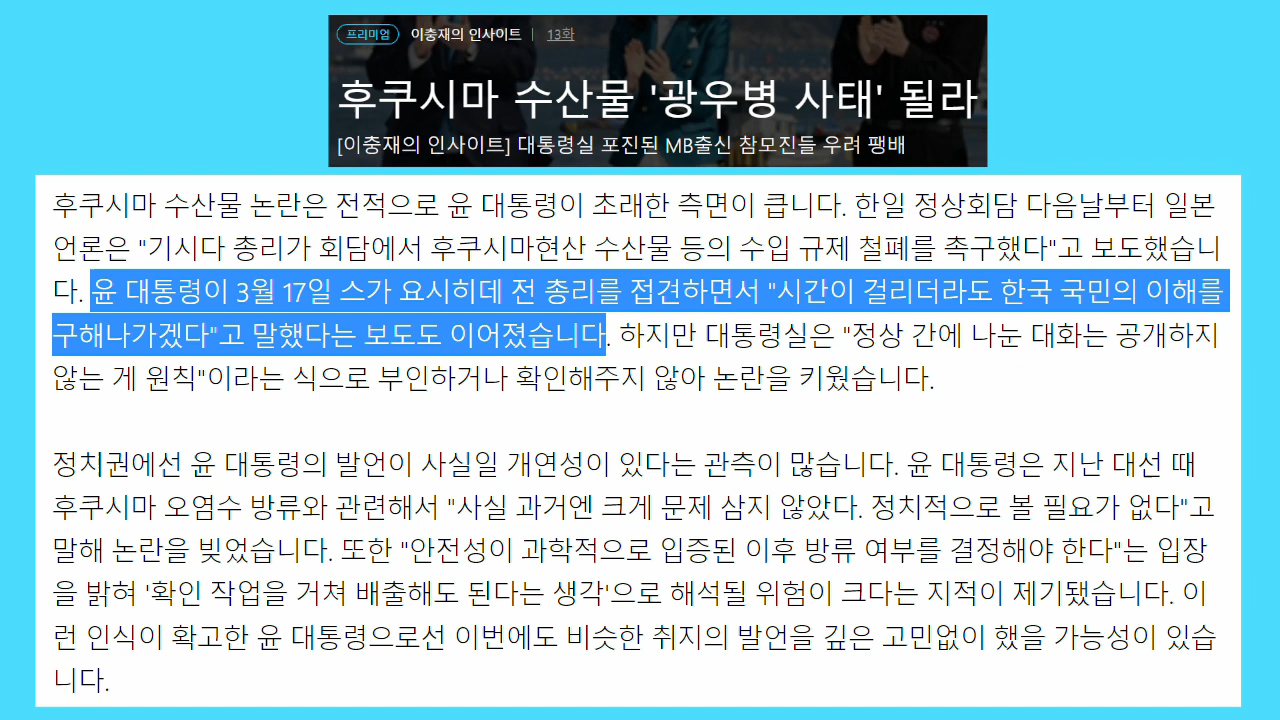 프리미엄 이충재의 인사이트 | 13화
후쿠시마 수산물 '광우병 사태' 될라
[이충재의 인사이트] 대통령실 포진된 MB출신 참모진들 우려 팽배
후쿠시마 수산물 논란은 전적으로 윤 대통령이 초래한 측면이 큽니다. 한일 정상회담 다음날부터 일본
언론은 "기시다 총리가 회담에서 후쿠시마현산 수산물 등의 수입 규제 철폐를 촉구했다"고 보도했습니
다. 윤 대통령이 3월 17일 스가 요시히데 전 총리를 접견하면서 "시간이 걸리더라도 한국 국민의 이해를
구해나가겠다"고 말했다는 보도도 이어졌습니다. 하지만 대통령실은 "정상 간에 나눈 대화는 공개하지
않는 게 원칙"이라는 식으로 부인하거나 확인해주지 않아 논란을 키웠습니다.
정치권에선 윤 대통령의 발언이 사실일 개연성이 있다는 관측이 많습니다. 윤 대통령은 지난 대선 때
후쿠시마 오염수 방류와 관련해서 "사실 과거엔 크게 문제 삼지 않았다. 정치적으로 볼 필요가 없다"고
말해 논란을 빚었습니다. 또한 "안전성이 과학적으로 입증된 이후 방류 여부를 결정해야 한다"는 입장
을 밝혀 '확인 작업을 거쳐 배출해도 된다는 생각'으로 해석될 위험이 크다는 지적이 제기됐습니다. 이
런 인식이 확고한 윤 대통령으로선 이번에도 비슷한 취지의 발언을 깊은 고민없이 했을 가능성이 있습
니다.